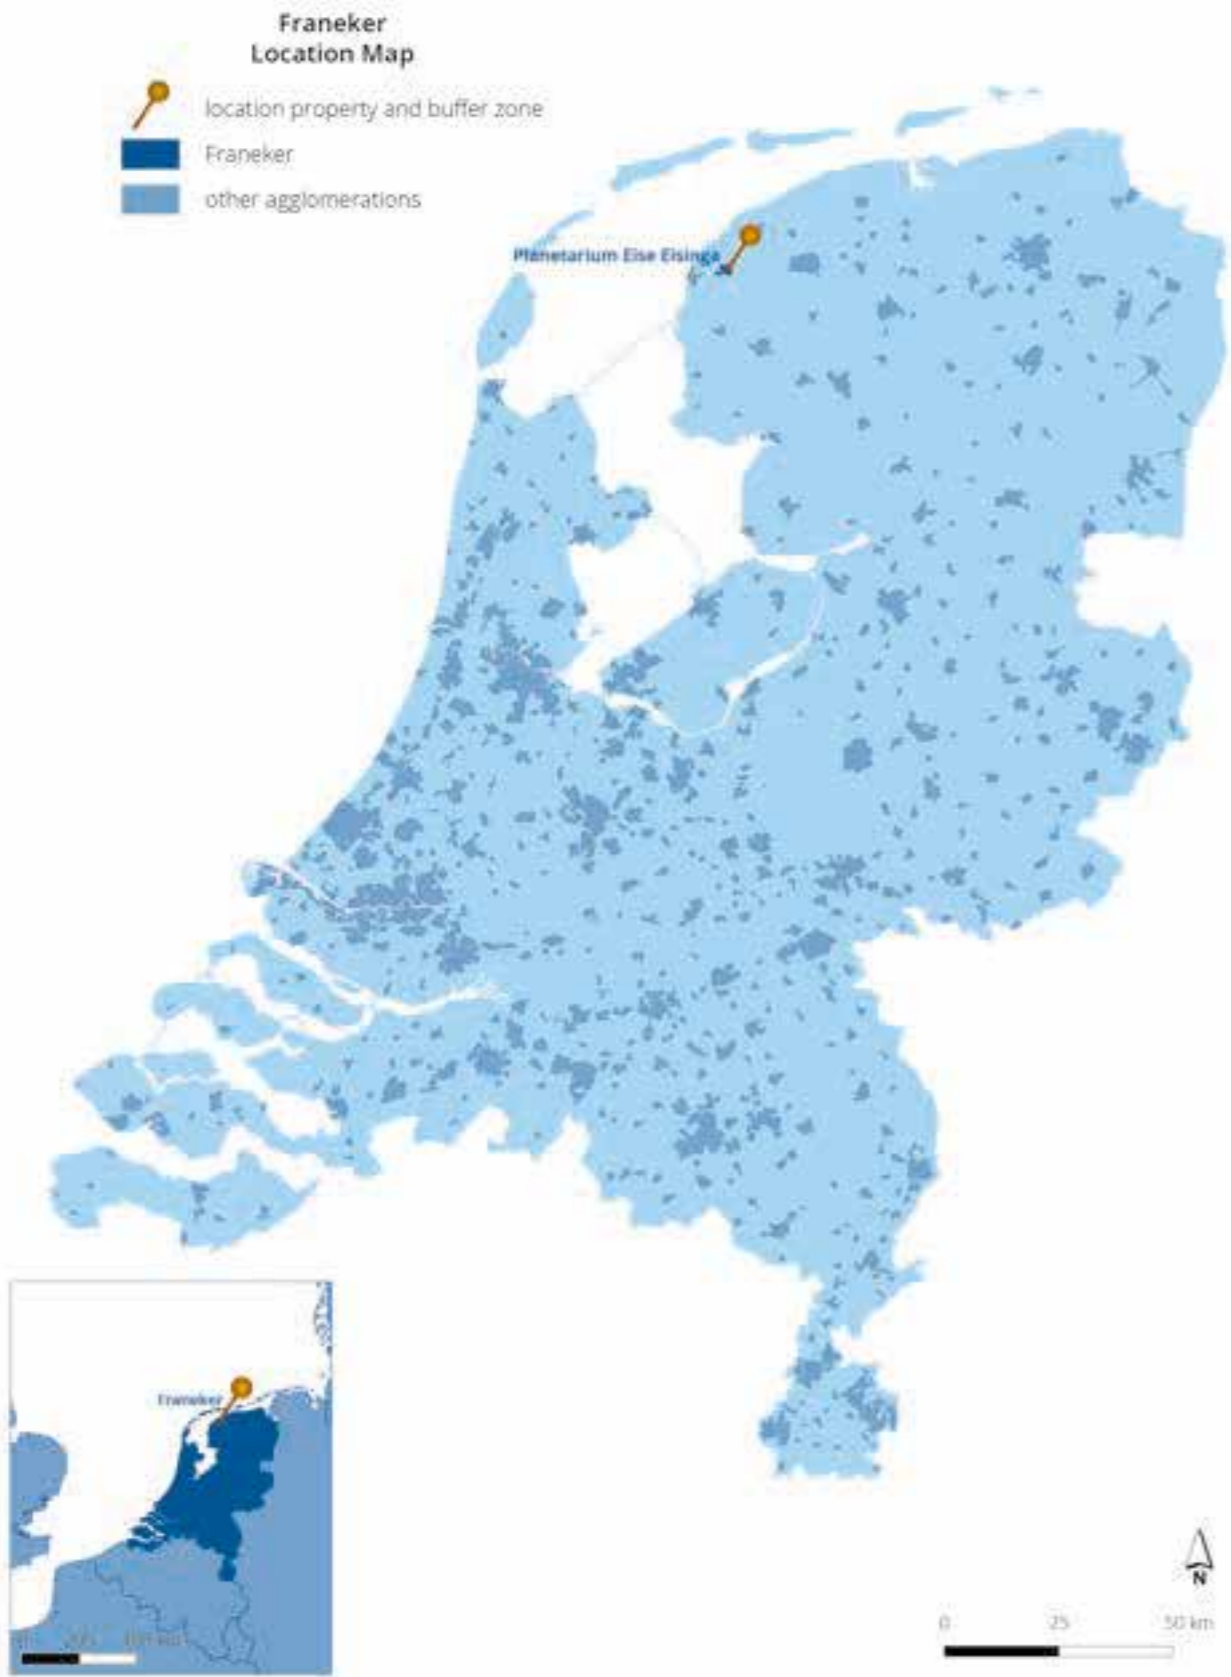 Franeker
Location Map
location property and buffer zone
Franeker
other agglomerations
Planetarium Eise Eisinga
Franeker
N
0 25 50 km